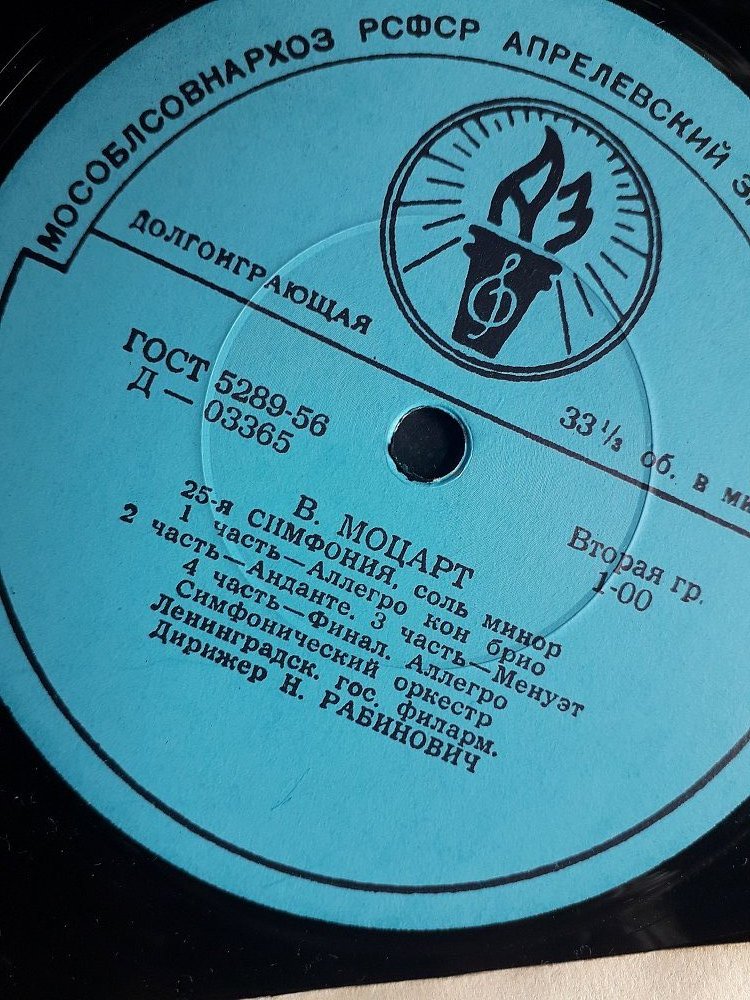 МОСОБЛСОВНАРХОЗ РСФСР АПРЕЛЕВСКИЙ
АЗ
ДОЛГОИГРАЮЩАЯ
33 1/3 об. в ми
ГОСТ 5289-56
Д — 03365
Вторая гр.
1-00
В. МОЦАРТ
25-я СИМФОНИЯ, соль минор
1 часть—Аллегро кон брио
2 часть—Анданте. 3 часть—Менуэт
4 часть—Финал. Аллегро
Симфонический оркестр
Ленинградск. гос. филарм.
Дирижер Н. РАБИНОВИЧ